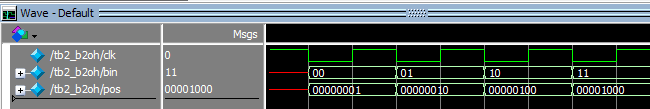 Wave - Default
Msgs
/tb2_b2oh/clk 0
/tb2_b2oh/bin 11 00 01 10 11
/tb2_b2oh/pos 00001000 00000001 00000010 00000100 00001000